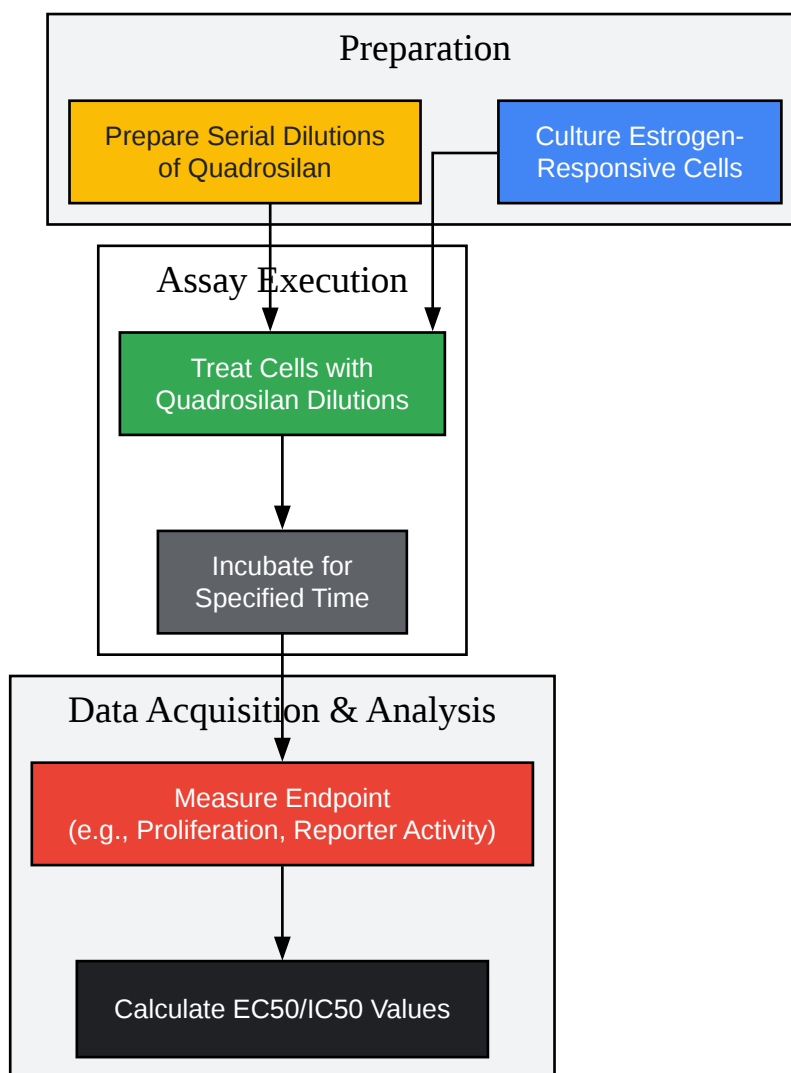 Preparation
Prepare Serial Dilutions
of Quadrosilan
Culture Estrogen-
Responsive Cells
Assay Execution
Treat Cells with
Quadrosilan Dilutions
Incubate for
Specified Time
Data Acquisition & Analysis
Measure Endpoint
(e.g., Proliferation, Reporter Activity)
Calculate EC50/IC50 Values